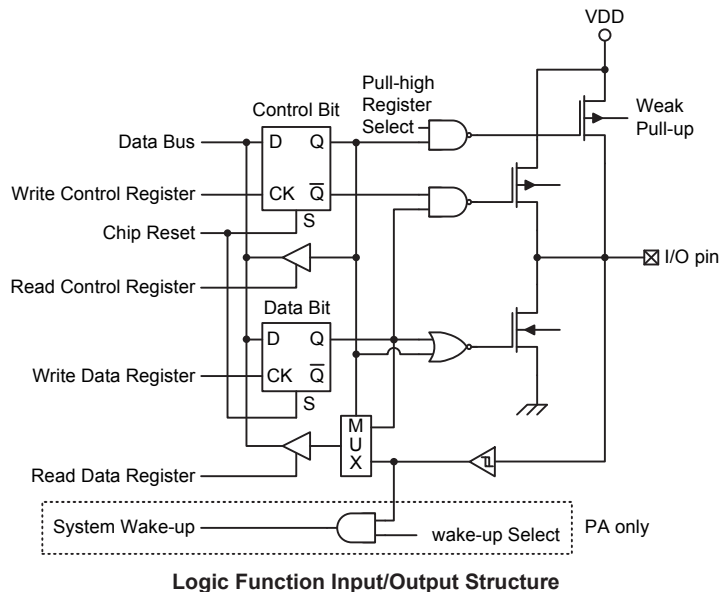 VDD
Pull-high
Register
Select
Weak
Pull-up
Control Bit
Data Bus
D
Q
Write Control Register
CK
Q
S
Chip Reset
I/O pin
Read Control Register
Data Bit
D
Q
Write Data Register
CK
Q
S
M
U
X
Read Data Register
System Wake-up
wake-up Select
PA only
Logic Function Input/Output Structure